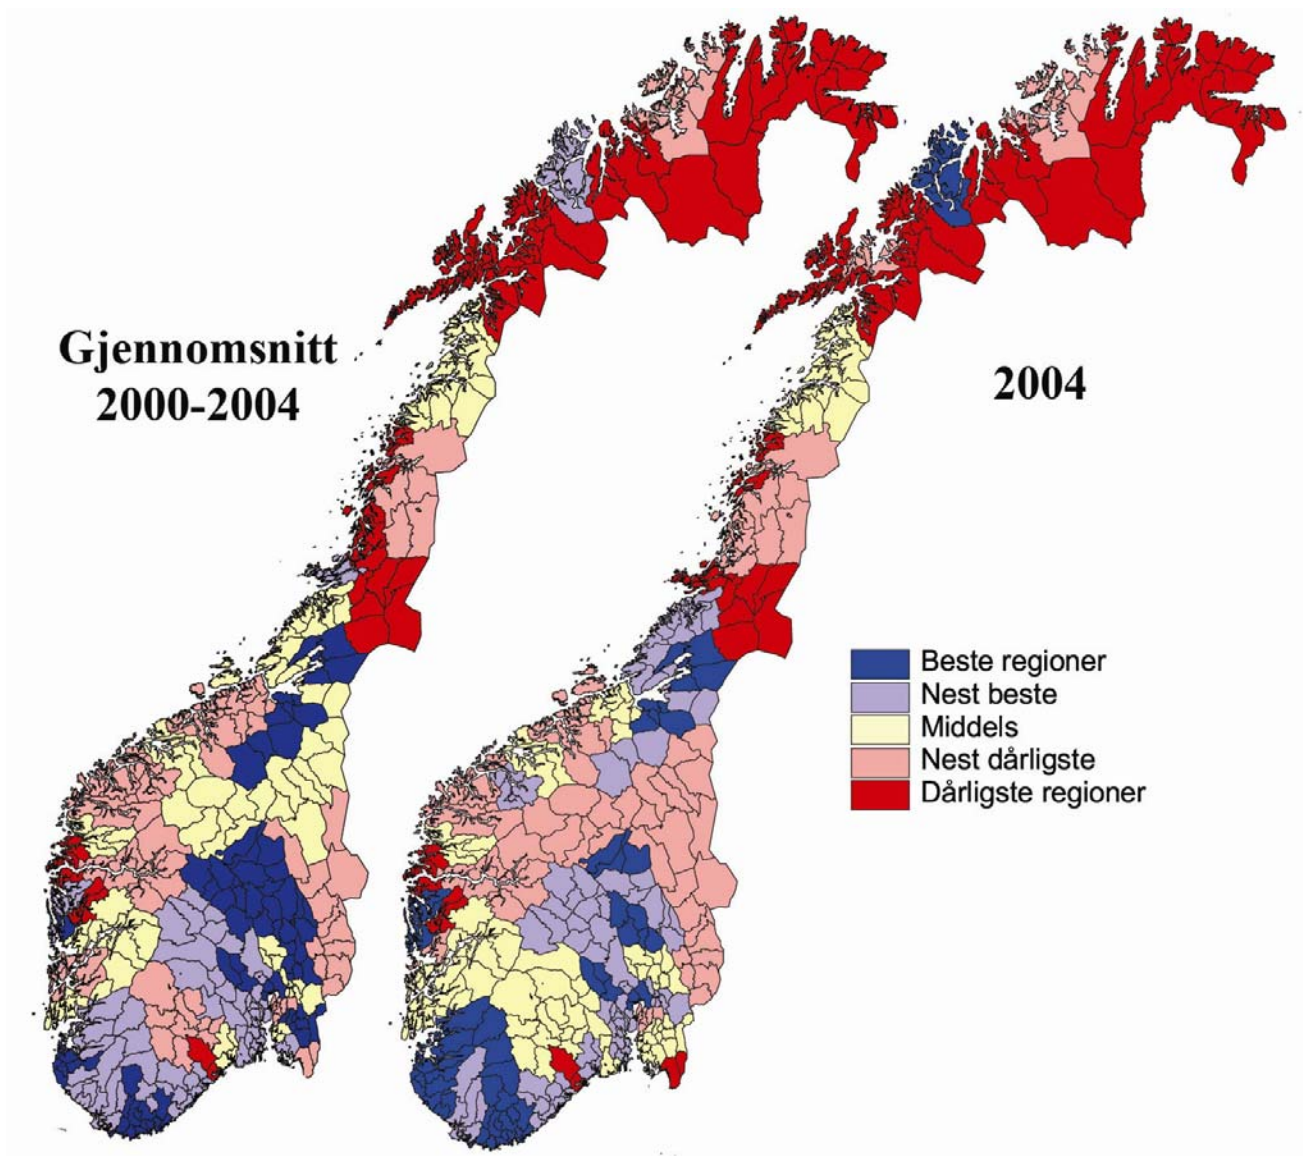 Gjennomsnitt
2000-2004
2004
Beste regioner
Nest beste
Middels
Nest dårligste
Dårligste regioner